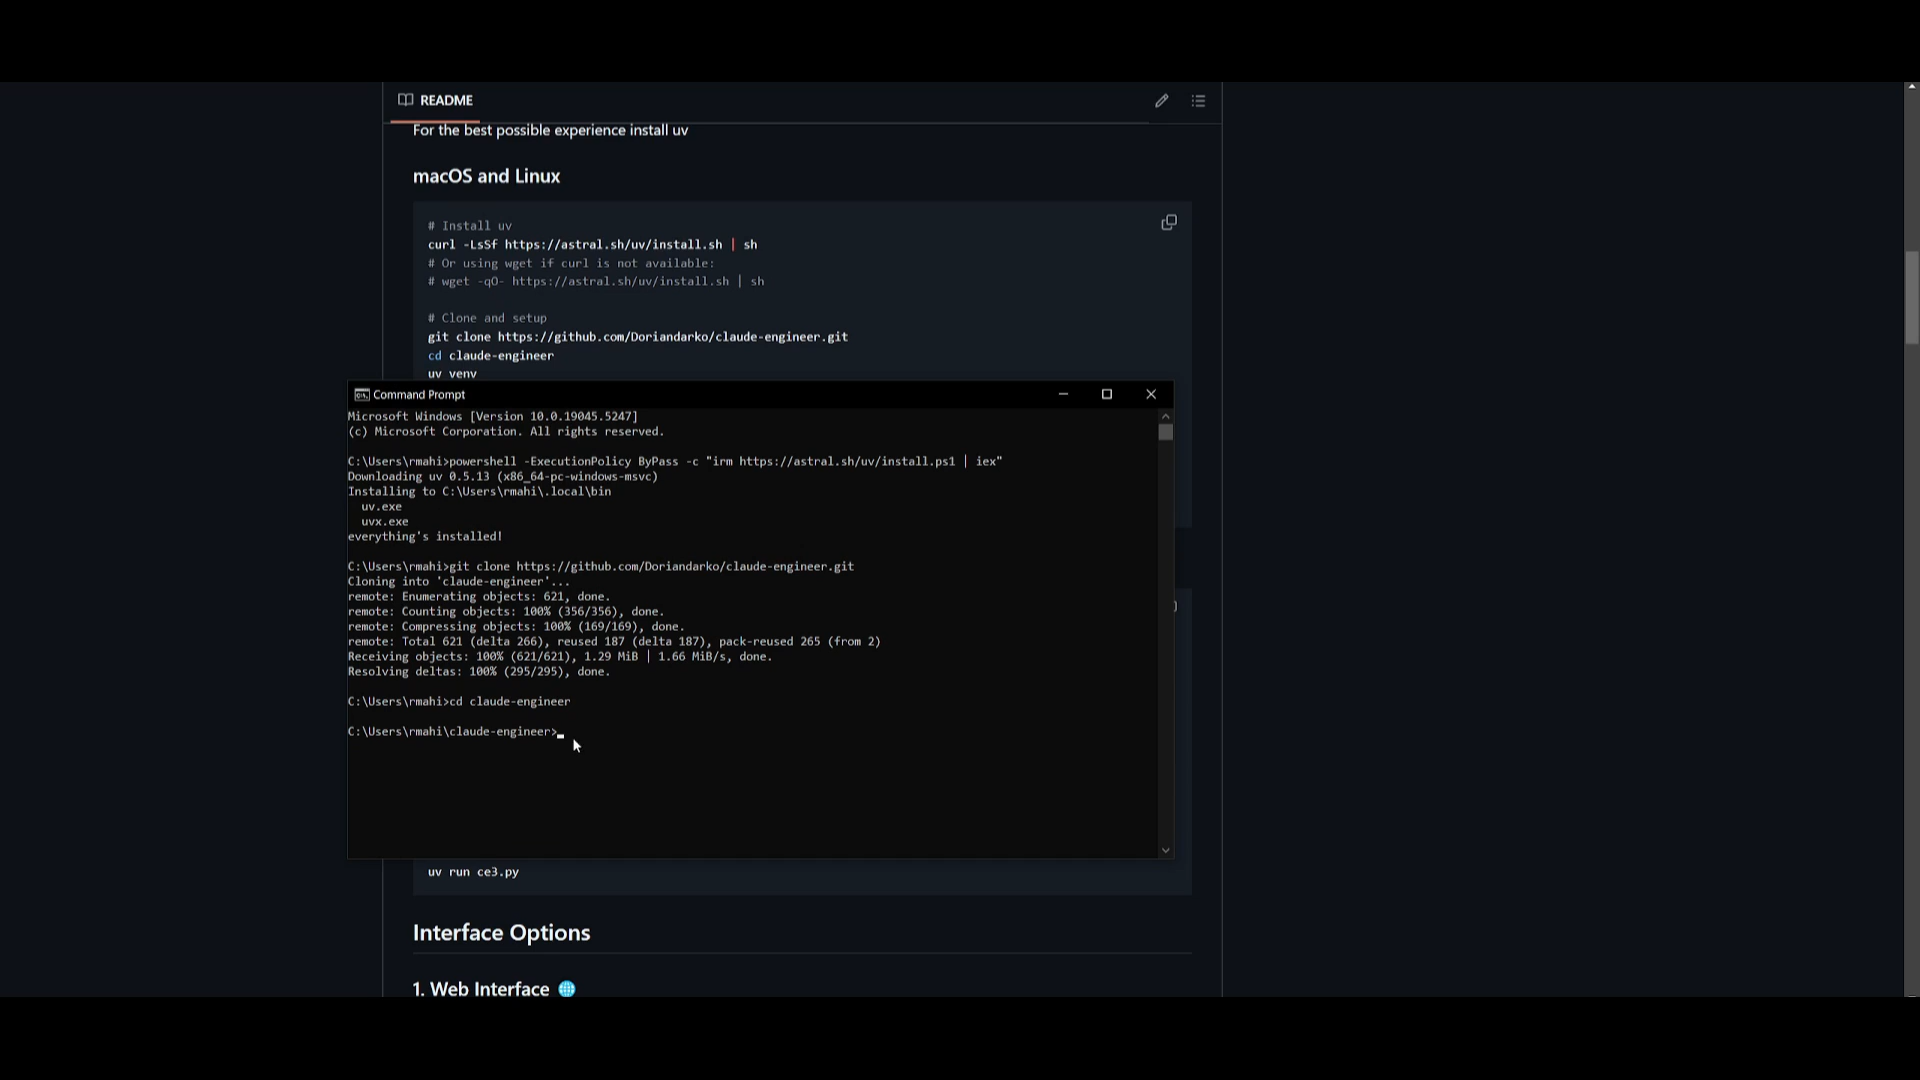 README
For the best possible experience install uv
macOS and Linux
# Install uv
curl -LsSf https://astral.sh/uv/install.sh | sh
# Or using wget if curl is not available:
# wget -qO- https://astral.sh/uv/install.sh | sh
# Clone and setup
git clone https://github.com/Doriandarko/claude-engineer.git
cd claude-engineer
uv venv
Command Prompt
Microsoft Windows [Version 10.0.19045.5247]
(c) Microsoft Corporation. All rights reserved.
C:\Users\rmahi>powershell -ExecutionPolicy ByPass -c "irm https://astral.sh/uv/install.ps1 | iex"
Downloading uv 0.5.13 (x86_64-pc-windows-msvc)
Installing to C:\Users\rmahi\.local\bin
uv.exe
uvx.exe
everything's installed!
C:\Users\rmahi>git clone https://github.com/Doriandarko/claude-engineer.git
Cloning into 'claude-engineer'...
remote: Enumerating objects: 621, done.
remote: Counting objects: 100% (356/356), done.
remote: Compressing objects: 100% (169/169), done.
remote: Total 621 (delta 266), reused 187 (delta 187), pack-reused 265 (from 2)
Receiving objects: 100% (621/621), 1.29 MiB | 1.66 MiB/s, done.
Resolving deltas: 100% (295/295), done.
C:\Users\rmahi>cd claude-engineer
C:\Users\rmahi\claude-engineer>
uv run ce3.py
Interface Options
1. Web Interface 🌐